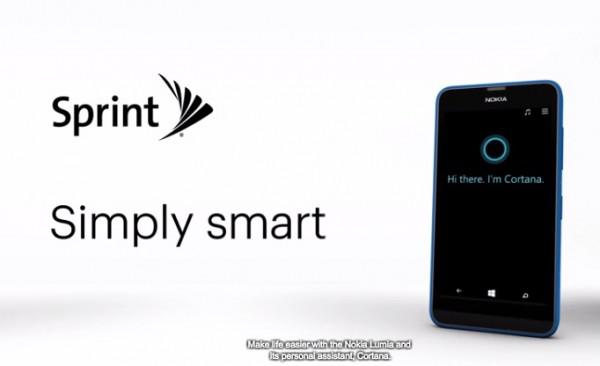 Sprint
Simply smart
NOKIA
Hi there. I'm Cortana.
Make life easier with the Nokia Lumia and
its personal assistant, Cortana.